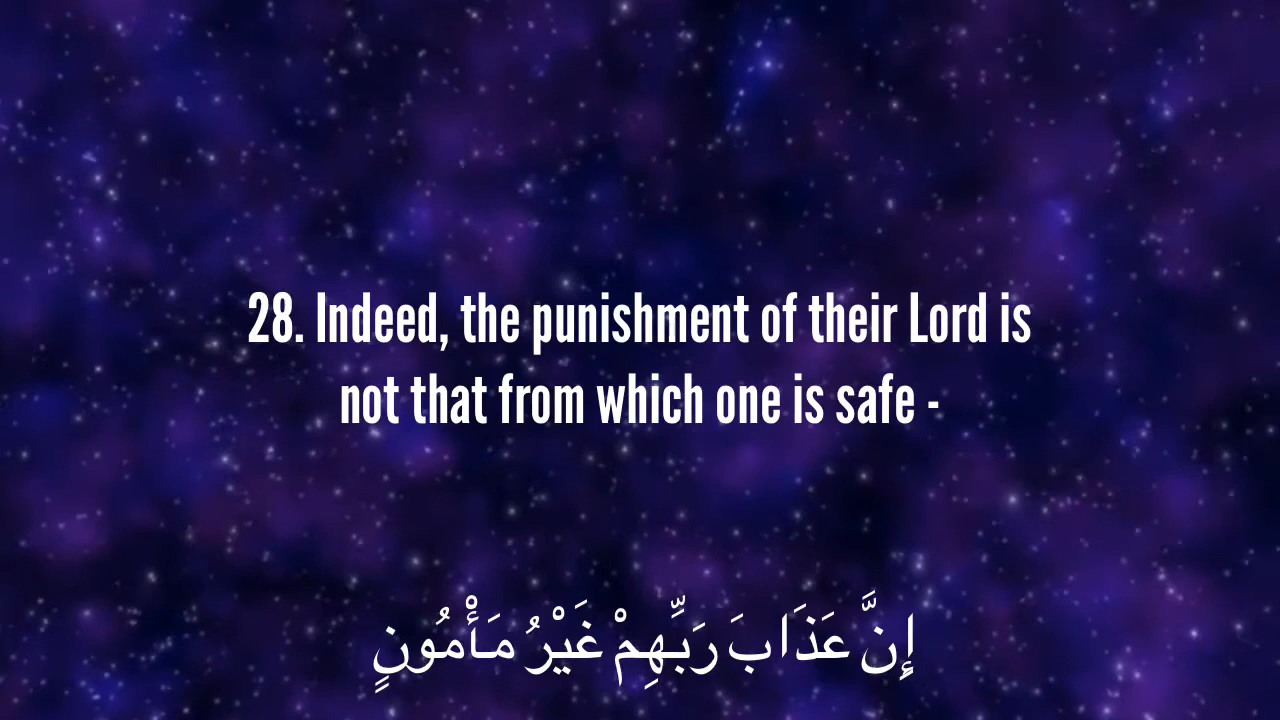 28. Indeed, the punishment of their Lord is
not that from which one is safe -
إِنَّ عَذَابَ رَبِّهِمْ غَيْرُ مَأْمُونٍ